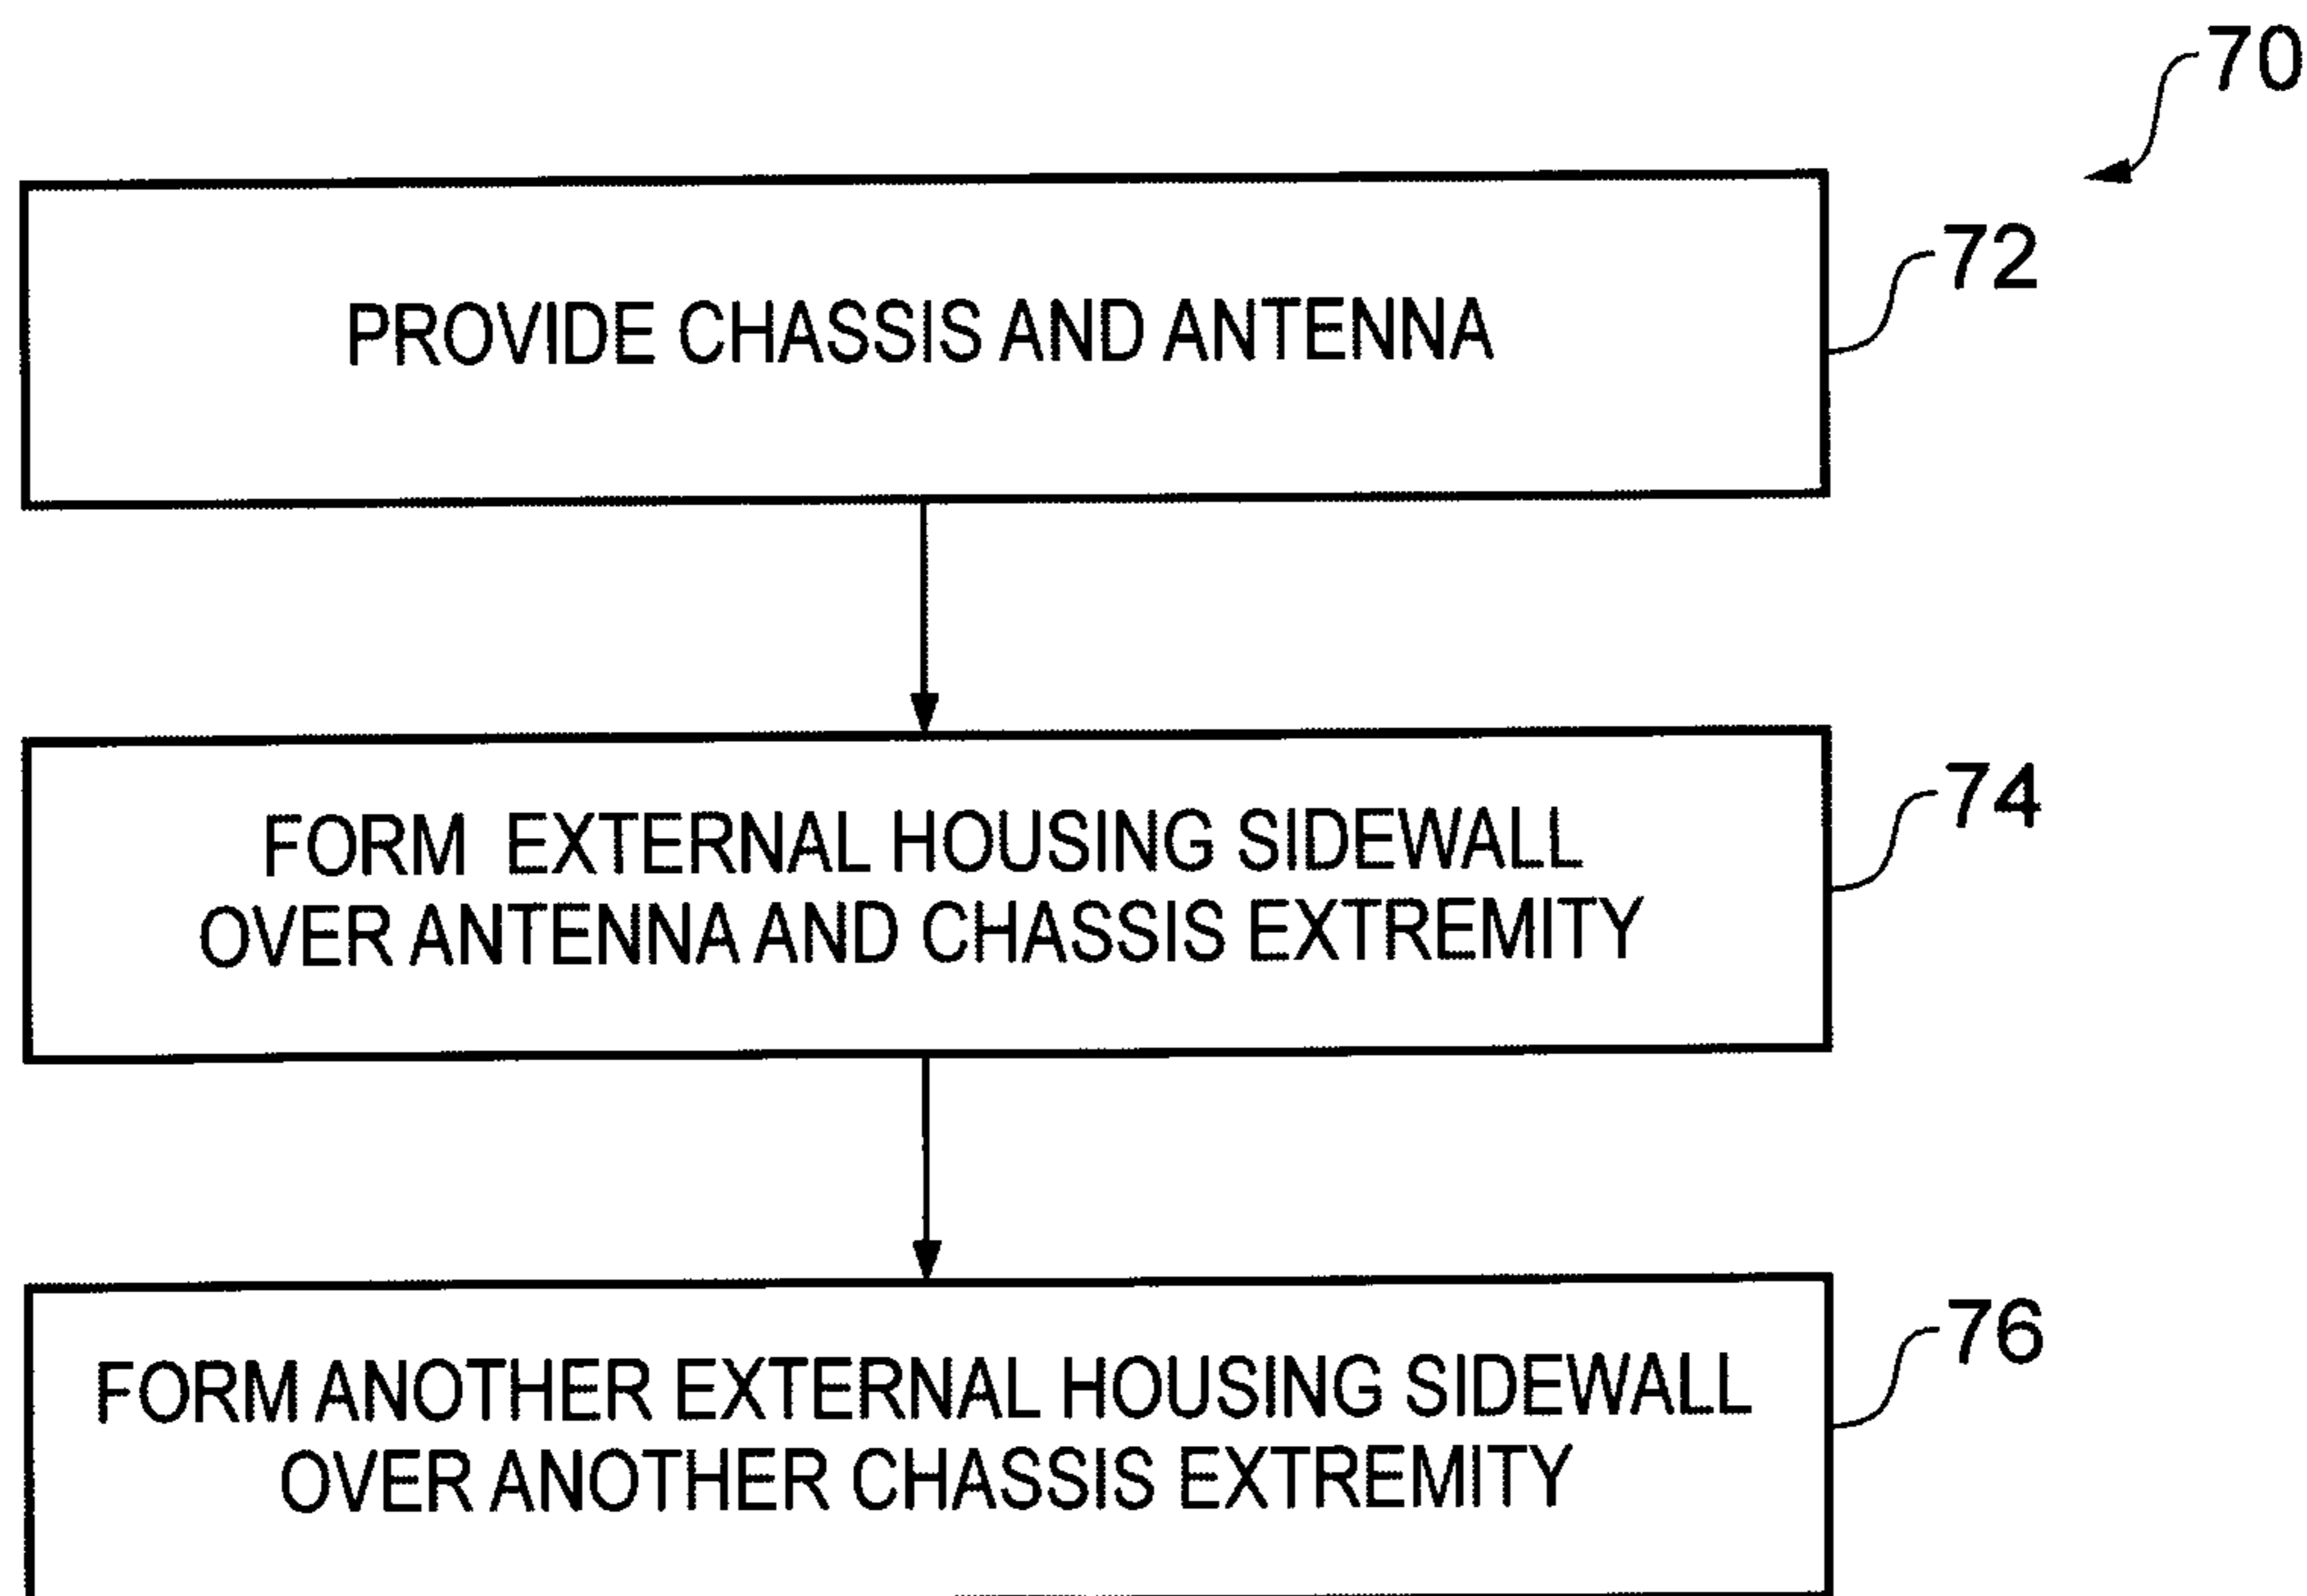 70
PROVIDE CHASSIS AND ANTENNA
72
FORM EXTERNAL HOUSING SIDEWALL
OVER ANTENNA AND CHASSIS EXTREMITY
74
FORM ANOTHER EXTERNAL HOUSING SIDEWALL
OVER ANOTHER CHASSIS EXTREMITY
76